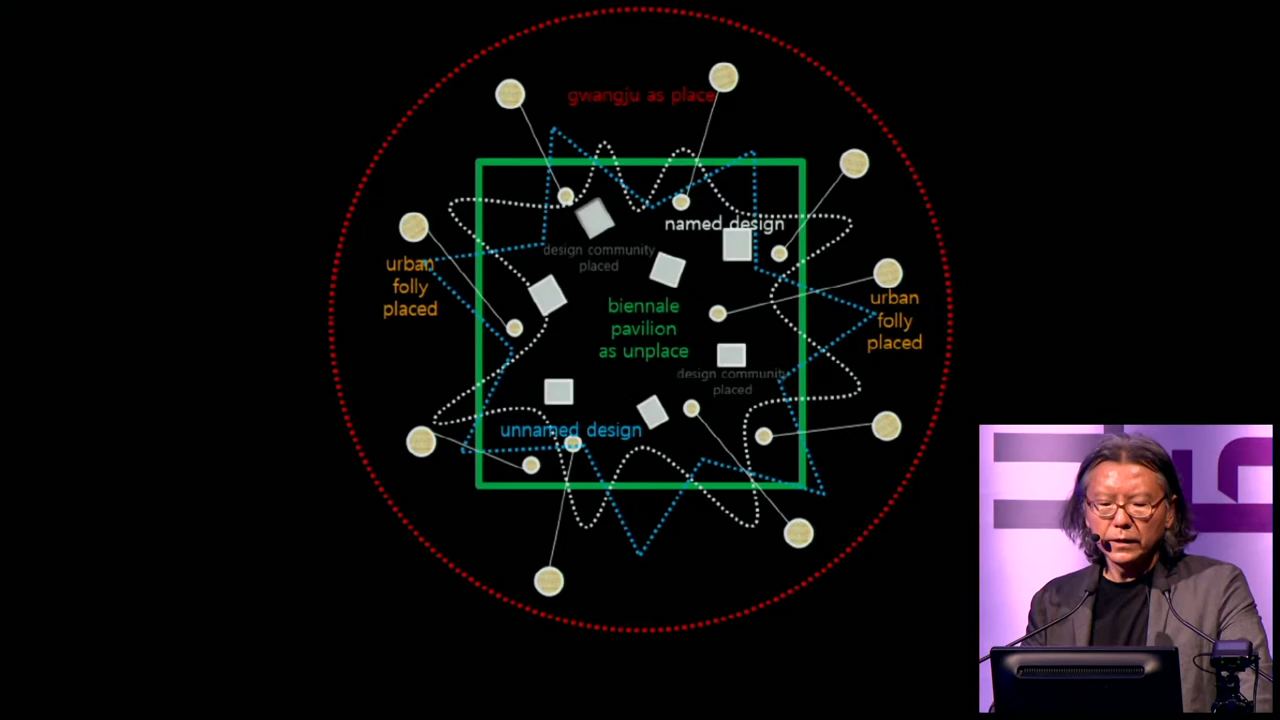 gwangju as place
named design
design community
placed
urban
folly
placed
biennale
pavilion
as unplace
urban
folly
placed
design community
placed
unnamed design